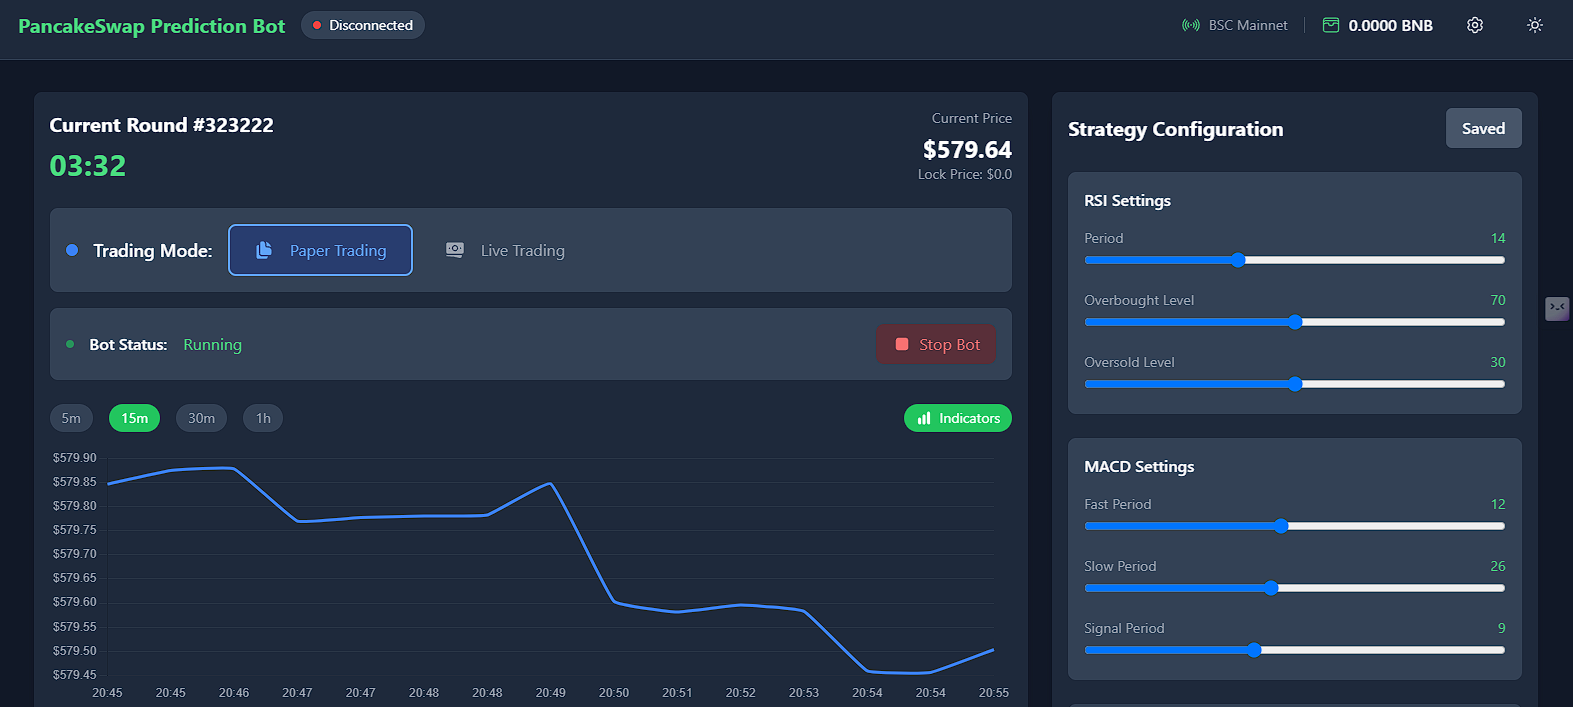 PancakeSwap Prediction Bot
Disconnected
BSC Mainnet
0.0000 BNB
Current Round #323222
03:32
Current Price
$579.64
Lock Price: $0.0
Trading Mode:
Paper Trading
Live Trading
Bot Status:
Running
Stop Bot
5m
15m
30m
1h
Indicators
$579.90
$579.85
$579.80
$579.75
$579.70
$579.65
$579.60
$579.55
$579.50
$579.45
20:45
20:45
20:46
20:47
20:47
20:48
20:48
20:49
20:50
20:51
20:52
20:53
20:54
20:54
20:55
Strategy Configuration
Saved
RSI Settings
Period
14
Overbought Level
70
Oversold Level
30
MACD Settings
Fast Period
12
Slow Period
26
Signal Period
9